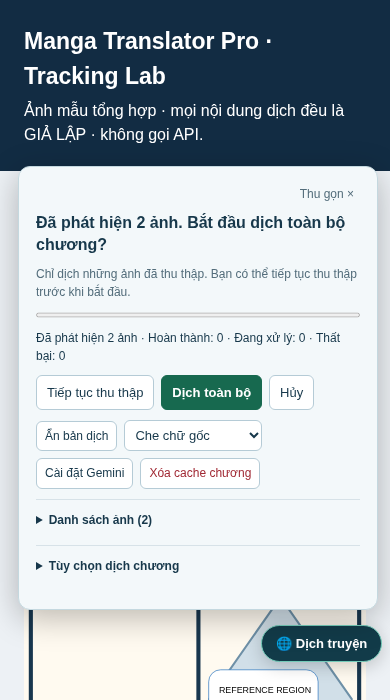 Manga Translator Pro ·
Tracking Lab
Ảnh mẫu tổng hợp · mọi nội dung dịch đều là
GIẢ LẬP · không gọi API.
Thu gọn ×
Đã phát hiện 2 ảnh. Bắt đầu dịch toàn bộ
chương?
Chỉ dịch những ảnh đã thu thập. Bạn có thể tiếp tục thu thập
trước khi bắt đầu.
Đã phát hiện 2 ảnh · Hoàn thành: 0 · Đang xử lý: 0 · Thất
bại: 0
Tiếp tục thu thập Dịch toàn bộ Hủy
Ẩn bản dịch Che chữ gốc
Cài đặt Gemini Xóa cache chương
Danh sách ảnh (2)
Tùy chọn dịch chương
🌐 Dịch truyện
REFERENCE REGION